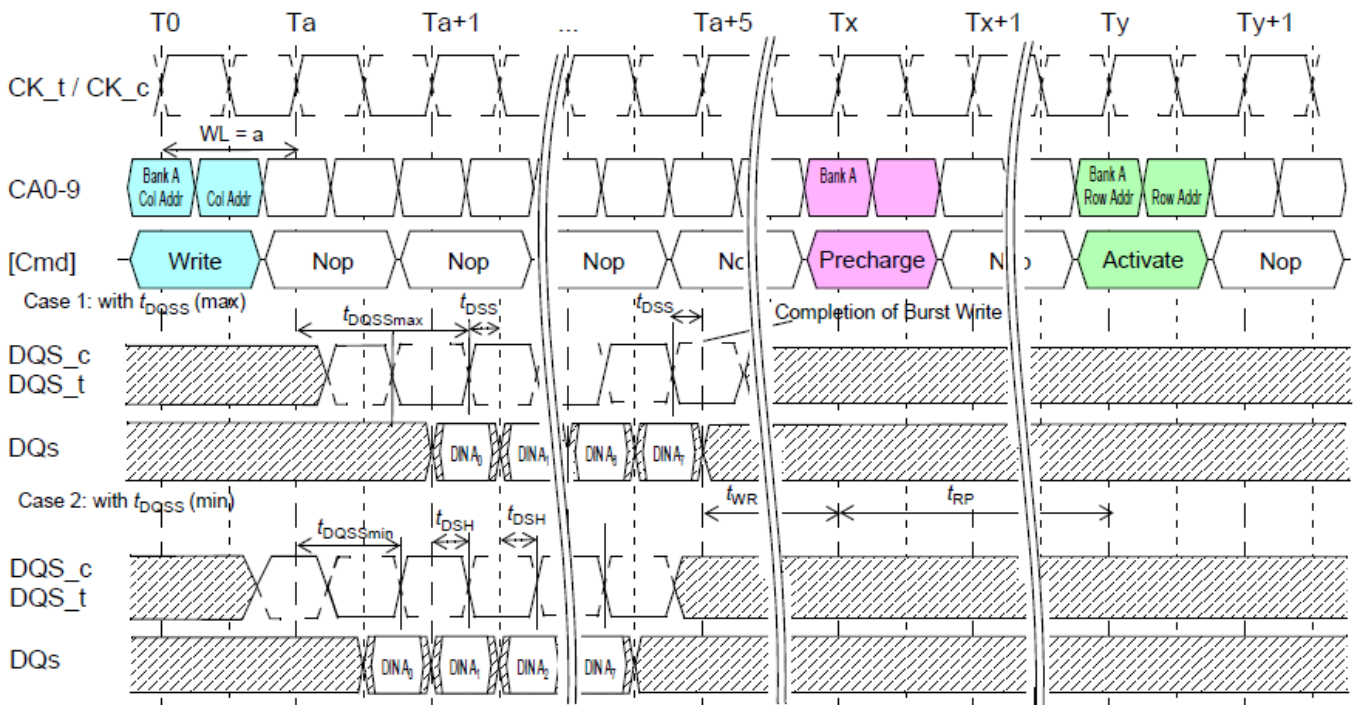 T0 Ta Ta+1 ... Ta+5 Tx Tx+1 Ty Ty+1
CK_t / CK_c
WL = a
CA0-9 Bank A Col Addr Col Addr Bank A Bank A Row Addr Row Addr
[Cmd] Write Nop Nop Nop Precharge Activate Nop
Case 1: with tDQSS (max) tDQSSmax tDSS tDSS Completion of Burst Write
DQS_c
DQS_t
DQs DINA0 DINA1 DINA6 DINA7
Case 2: with tDQSS (min) tDQSSmin tDSH tDSH tWR tRP
DQS_c
DQS_t
DQs DINA0 DINA1 DINA2 DINA7